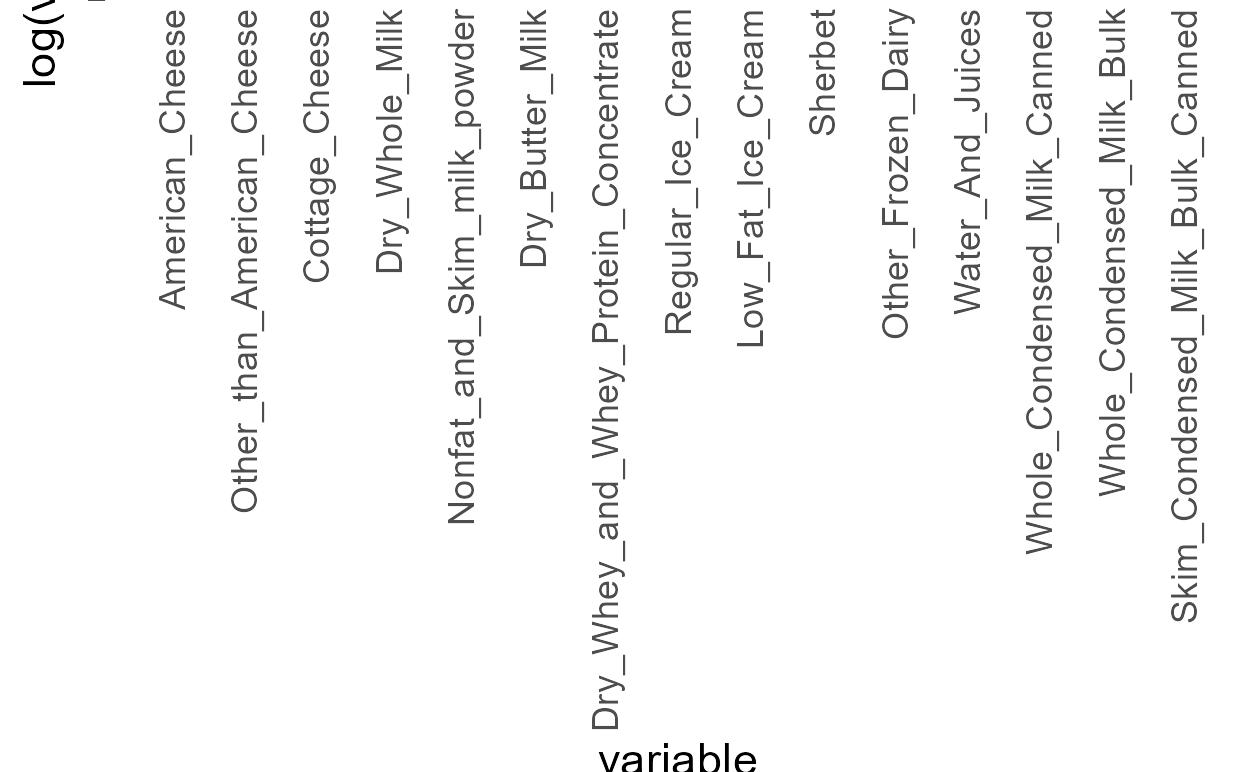 log(v
American_Cheese
Other_than_American_Cheese
Cottage_Cheese
Dry_Whole_Milk
Nonfat_and_Skim_milk_powder
Dry_Butter_Milk
Dry_Whey_and_Whey_Protein_Concentrate
Regular_Ice_Cream
Low_Fat_Ice_Cream
Sherbet
Other_Frozen_Dairy
Water_And_Juices
Whole_Condensed_Milk_Canned
Whole_Condensed_Milk_Bulk
Skim_Condensed_Milk_Bulk_Canned
variable